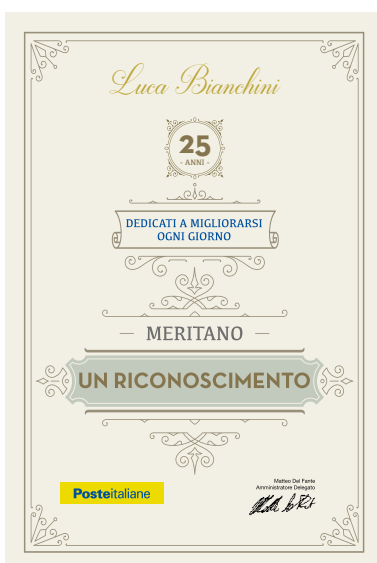 Luca Bianchini
25
- ANNI -
DEDICATI A MIGLIORARSI
OGNI GIORNO
— MERITANO —
UN RICONOSCIMENTO
Posteitaliane
Matteo Del Fante
Amministratore Delegato